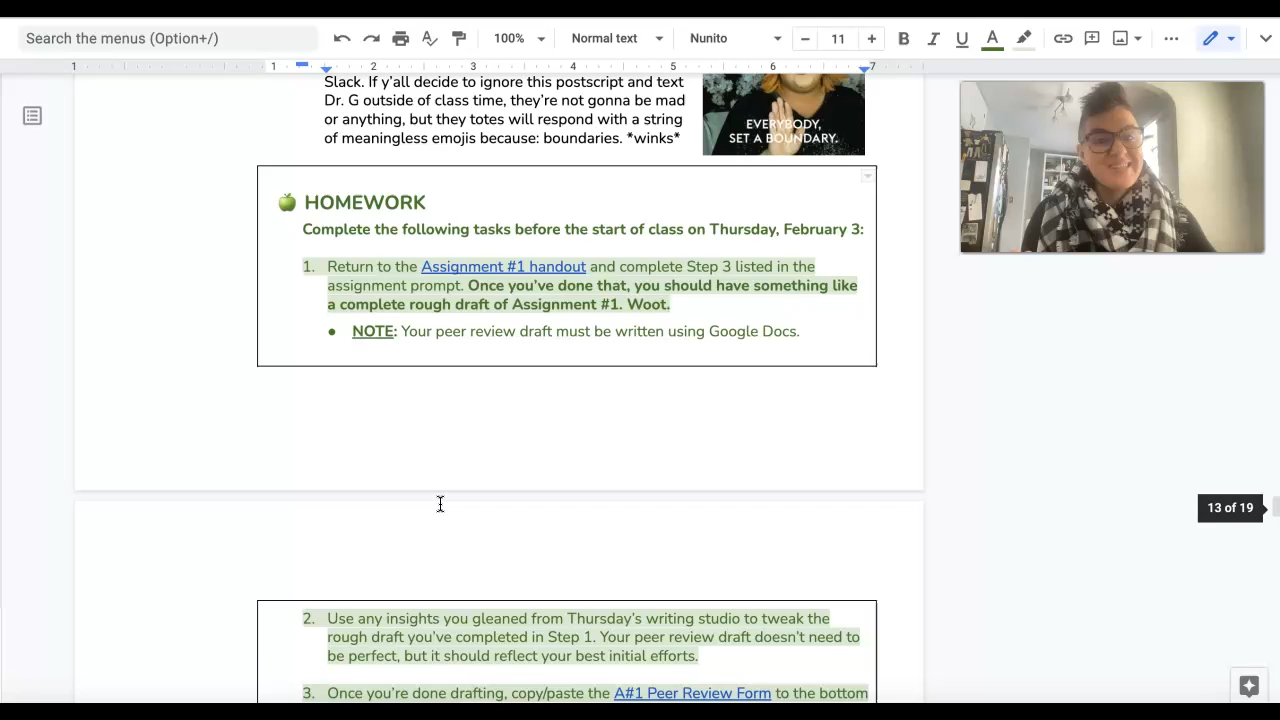 Search the menus (Option+/)
100%
Normal text
Nunito
11
B
I
U
A
1
1
2
3
4
5
6
7
Slack. If y'all decide to ignore this postscript and text
Dr. G outside of class time, they're not gonna be mad
or anything, but they totes will respond with a string
of meaningless emojis because: boundaries. *winks*
EVERYBODY,
SET A BOUNDARY.
HOMEWORK
Complete the following tasks before the start of class on Thursday, February 3:
1. Return to the Assignment #1 handout and complete Step 3 listed in the
assignment prompt. Once you've done that, you should have something like
a complete rough draft of Assignment #1. Woot.
● NOTE: Your peer review draft must be written using Google Docs.
13 of 19
2. Use any insights you gleaned from Thursday's writing studio to tweak the
rough draft you've completed in Step 1. Your peer review draft doesn't need to
be perfect, but it should reflect your best initial efforts.
3. Once you're done drafting, copy/paste the A#1 Peer Review Form to the bottom